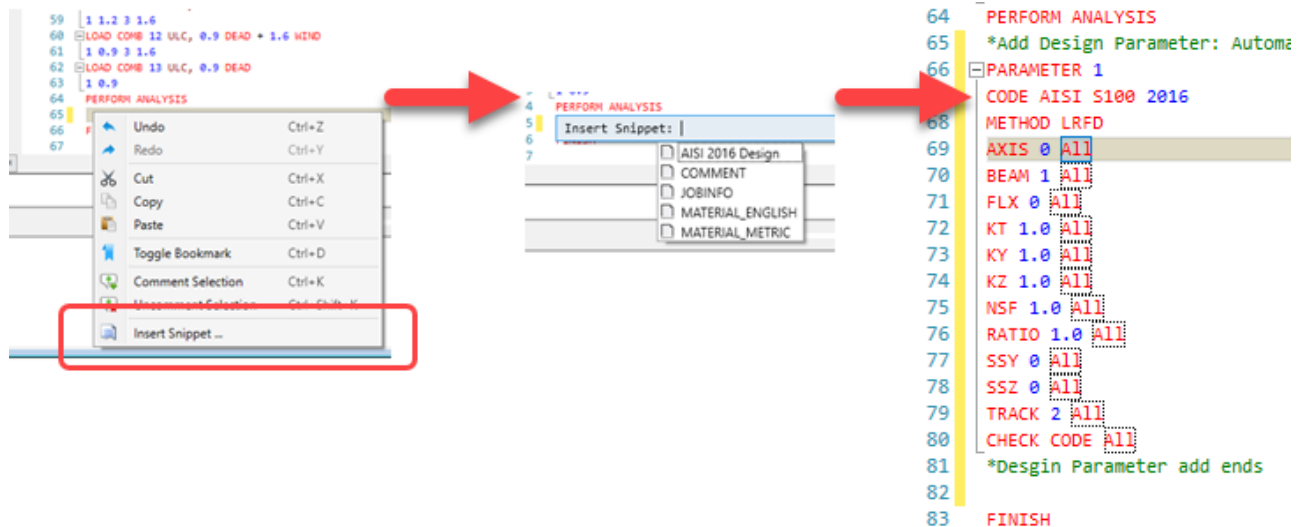 59 1 1.2 3 1.6
60 LOAD COMB 12 ULC, 0.9 DEAD + 1.6 WIND
61 1 0.9 3 1.6
62 LOAD COMB 13 ULC, 0.9 DEAD
63 1 0.9
64 PERFORM ANALYSIS
65
66 F
67
Undo Ctrl+Z
Redo Ctrl+Y
Cut Ctrl+X
Copy Ctrl+C
Paste Ctrl+V
Toggle Bookmark Ctrl+D
Comment Selection Ctrl+K
Uncomment Selection Ctrl+Shift+K
Insert Snippet ...
4 PERFORM ANALYSIS
5 Insert Snippet:
6
7
AISI 2016 Design
COMMENT
JOBINFO
MATERIAL_ENGLISH
MATERIAL_METRIC
64 PERFORM ANALYSIS
65 *Add Design Parameter: Automa
66 PARAMETER 1
CODE AISI S100 2016
68 METHOD LRFD
69 AXIS 0 All
70 BEAM 1 All
71 FLX 0 All
72 KT 1.0 All
73 KY 1.0 All
74 KZ 1.0 All
75 NSF 1.0 All
76 RATIO 1.0 All
77 SSY 0 All
78 SSZ 0 All
79 TRACK 2 All
80 CHECK CODE All
81 *Desgin Parameter add ends
82
83 FINISH